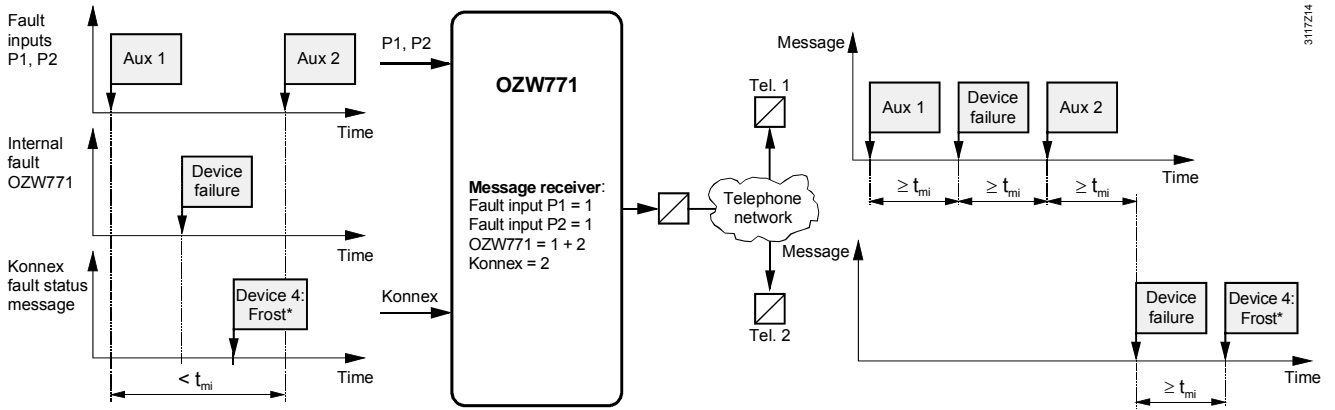 Fault
inputs
P1, P2
Aux 1
Aux 2
Time
Internal
fault
OZW771
Device
failure
Time
Konnex
fault status
message
Device 4:
Frost*
Time
< tmi
P1, P2
Konnex
OZW771
Message receiver:
Fault input P1 = 1
Fault input P2 = 1
OZW771 = 1 + 2
Konnex = 2
Tel. 1
Telephone
network
Tel. 2
Message
Aux 1
Device
failure
Aux 2
Time
≥ tmi
≥ tmi
≥ tmi
Message
Device
failure
Device 4:
Frost*
Time
≥ tmi
3117Z14